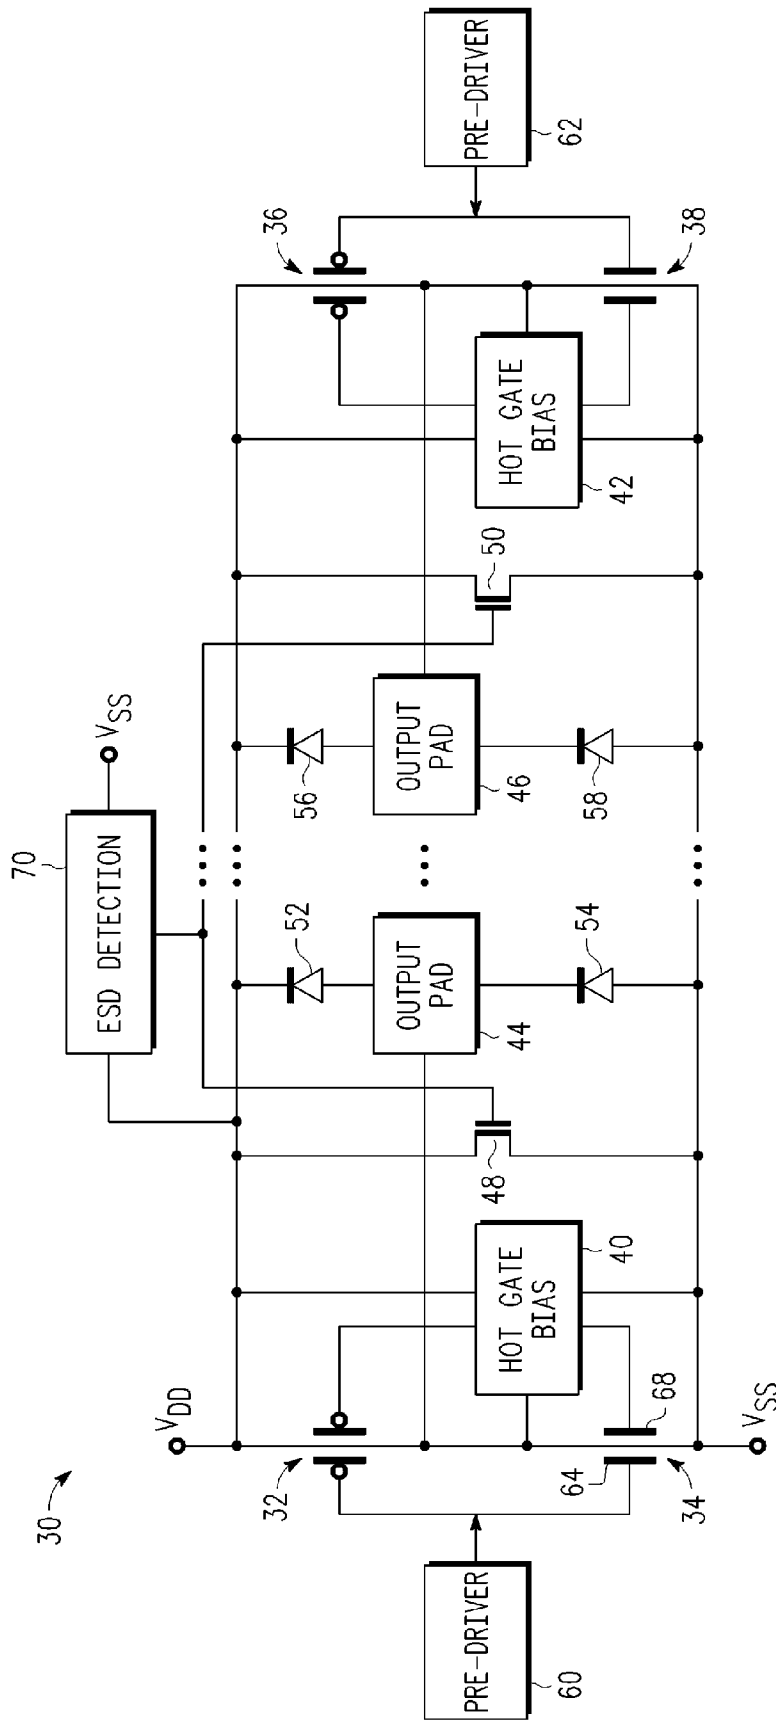 30
V_DD
70
ESD DETECTION
V_SS
36
PRE-DRIVER
62
32
52
56
PRE-DRIVER
60
64
68
34
V_SS
HOT GATE
BIAS
40
48
OUTPUT
PAD
44
54
OUTPUT
PAD
46
58
50
HOT GATE
BIAS
42
38